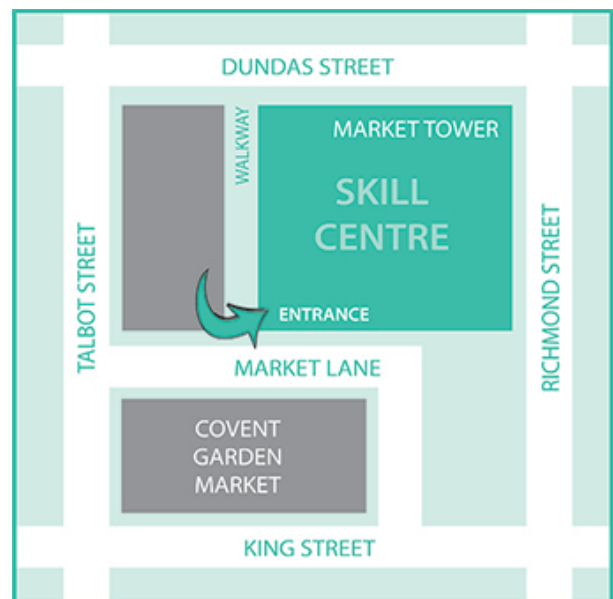 DUNDAS STREET
WALKWAY
MARKET TOWER
SKILL
CENTRE
TALBOT STREET
RICHMOND STREET
ENTRANCE
MARKET LANE
COVENT
GARDEN
MARKET
KING STREET